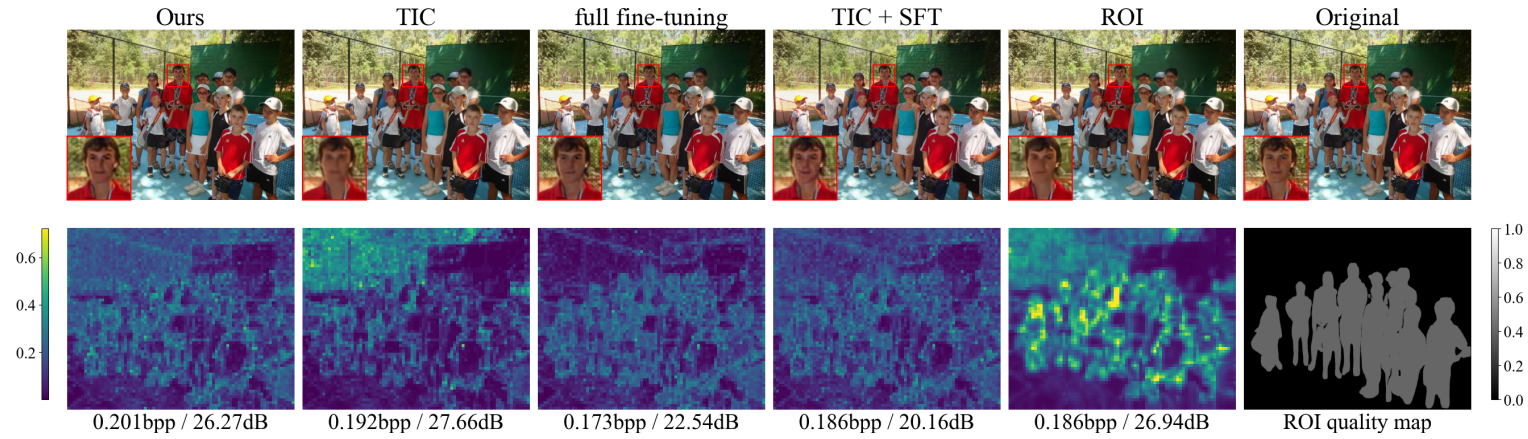 Ours
TIC
full fine-tuning
TIC + SFT
ROI
Original
0.6
0.2
1.0
0.8
0.6
0.4
0.2
0.0
0.201bpp / 26.27dB
0.192bpp / 27.66dB
0.173bpp / 22.54dB
0.186bpp / 20.16dB
0.186bpp / 26.94dB
ROI quality map